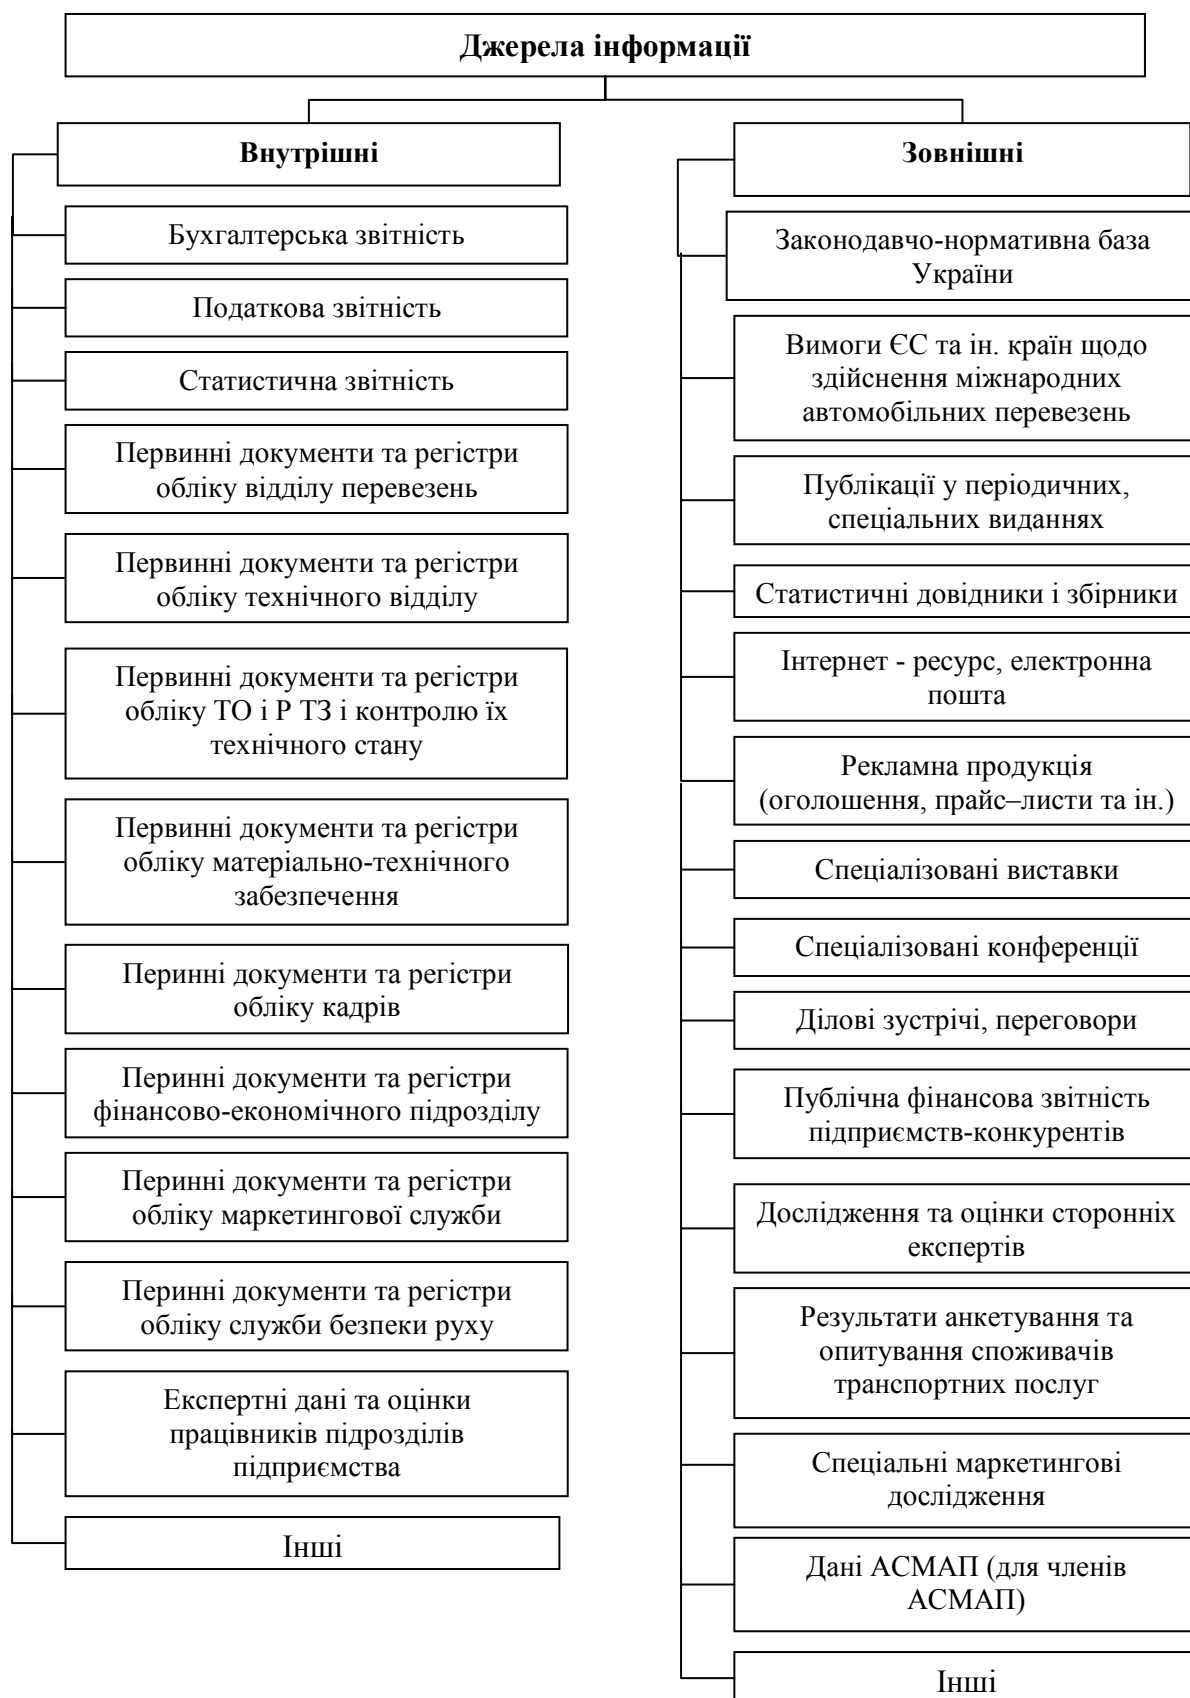 Джерела інформації
Внутрішні
Бухгалтерська звітність
Податкова звітність
Статистична звітність
Первинні документи та регістри
обліку відділу перевезень
Первинні документи та регістри
обліку технічного відділу
Первинні документи та регістри
обліку ТО і Р ТЗ і контролю їх
технічного стану
Первинні документи та регістри
обліку матеріально-технічного
забезпечення
Перинні документи та регістри
обліку кадрів
Перинні документи та регістри
фінансово-економічного підрозділу
Перинні документи та регістри
обліку маркетингової служби
Перинні документи та регістри
обліку служби безпеки руху
Експертні дані та оцінки
працівників підрозділів
підприємства
Інші
Зовнішні
Законодавчо-нормативна база
України
Вимоги ЄС та ін. країн щодо
здійснення міжнародних
автомобільних перевезень
Публікації у періодичних,
спеціальних виданнях
Статистичні довідники і збірники
Інтернет - ресурс, електронна
пошта
Рекламна продукція
(оголошення, прайс–листи та ін.)
Спеціалізовані виставки
Спеціалізовані конференції
Ділові зустрічі, переговори
Публічна фінансова звітність
підприємств-конкурентів
Дослідження та оцінки сторонніх
експертів
Результати анкетування та
опитування споживачів
транспортних послуг
Спеціальні маркетингові
дослідження
Дані АСМАП (для членів
АСМАП)
Інші